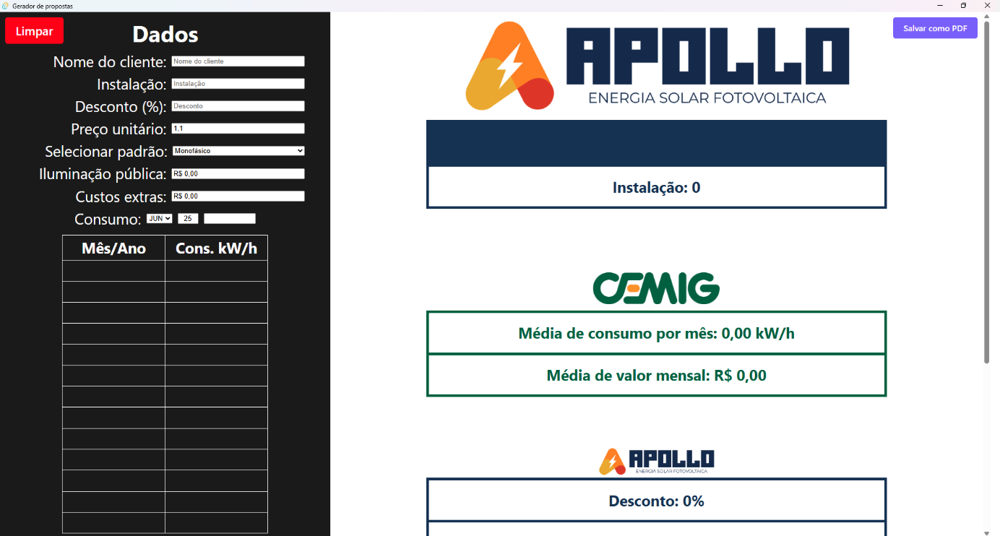 Gerador de propostas
Limpar
Dados
Nome do cliente: Nome do cliente
Instalação: Instalação
Desconto (%): Desconto
Preço unitário: 1,1
Selecionar padrão: Monofásico
Iluminação pública: R$ 0,00
Custos extras: R$ 0,00
Consumo: JUN 25
Mês/Ano Cons. kW/h
Salvar como PDF
APOLLO
ENERGIA SOLAR FOTOVOLTAICA
Instalação: 0
CEMIG
Média de consumo por mês: 0,00 kW/h
Média de valor mensal: R$ 0,00
APOLLO
ENERGIA SOLAR FOTOVOLTAICA
Desconto: 0%